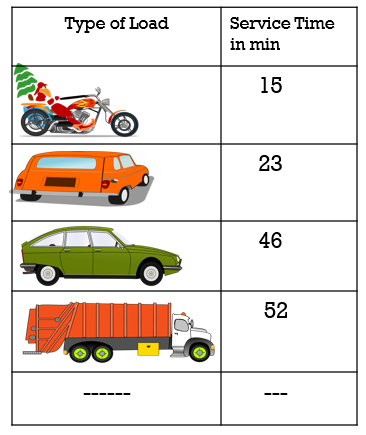 Type of Load
Service Time
in min
15
23
46
52
------ ---